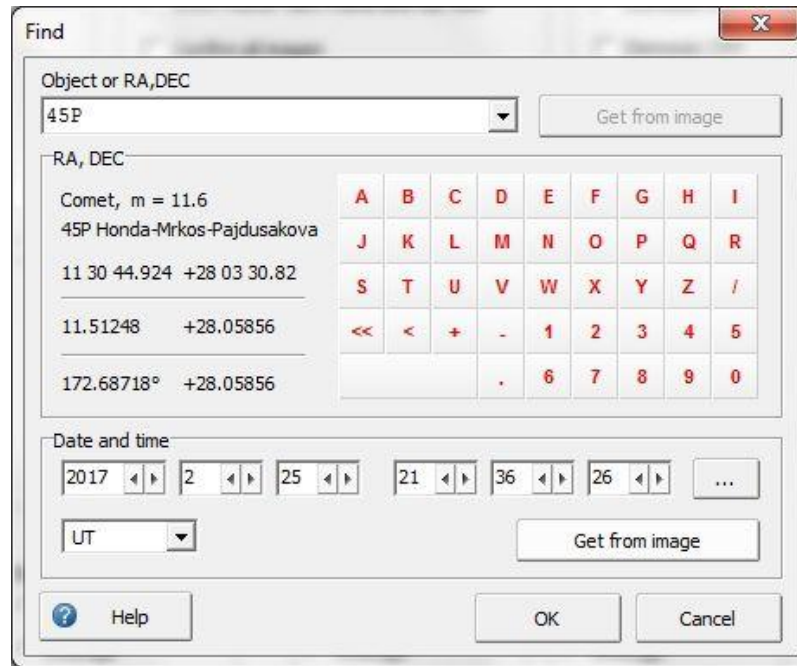 Find
X
Object or RA,DEC
45P
Get from image
RA, DEC
Comet, m = 11.6
45P Honda-Mrkos-Pajdusakova
11 30 44.924 +28 03 30.82
11.51248 +28.05856
172.68718° +28.05856
A B C D E F G H I
J K L M N O P Q R
S T U V W X Y Z /
<< < + - 1 2 3 4 5
. 6 7 8 9 0
Date and time
2017 2 25 21 36 26 ...
UT
Get from image
? Help
OK
Cancel